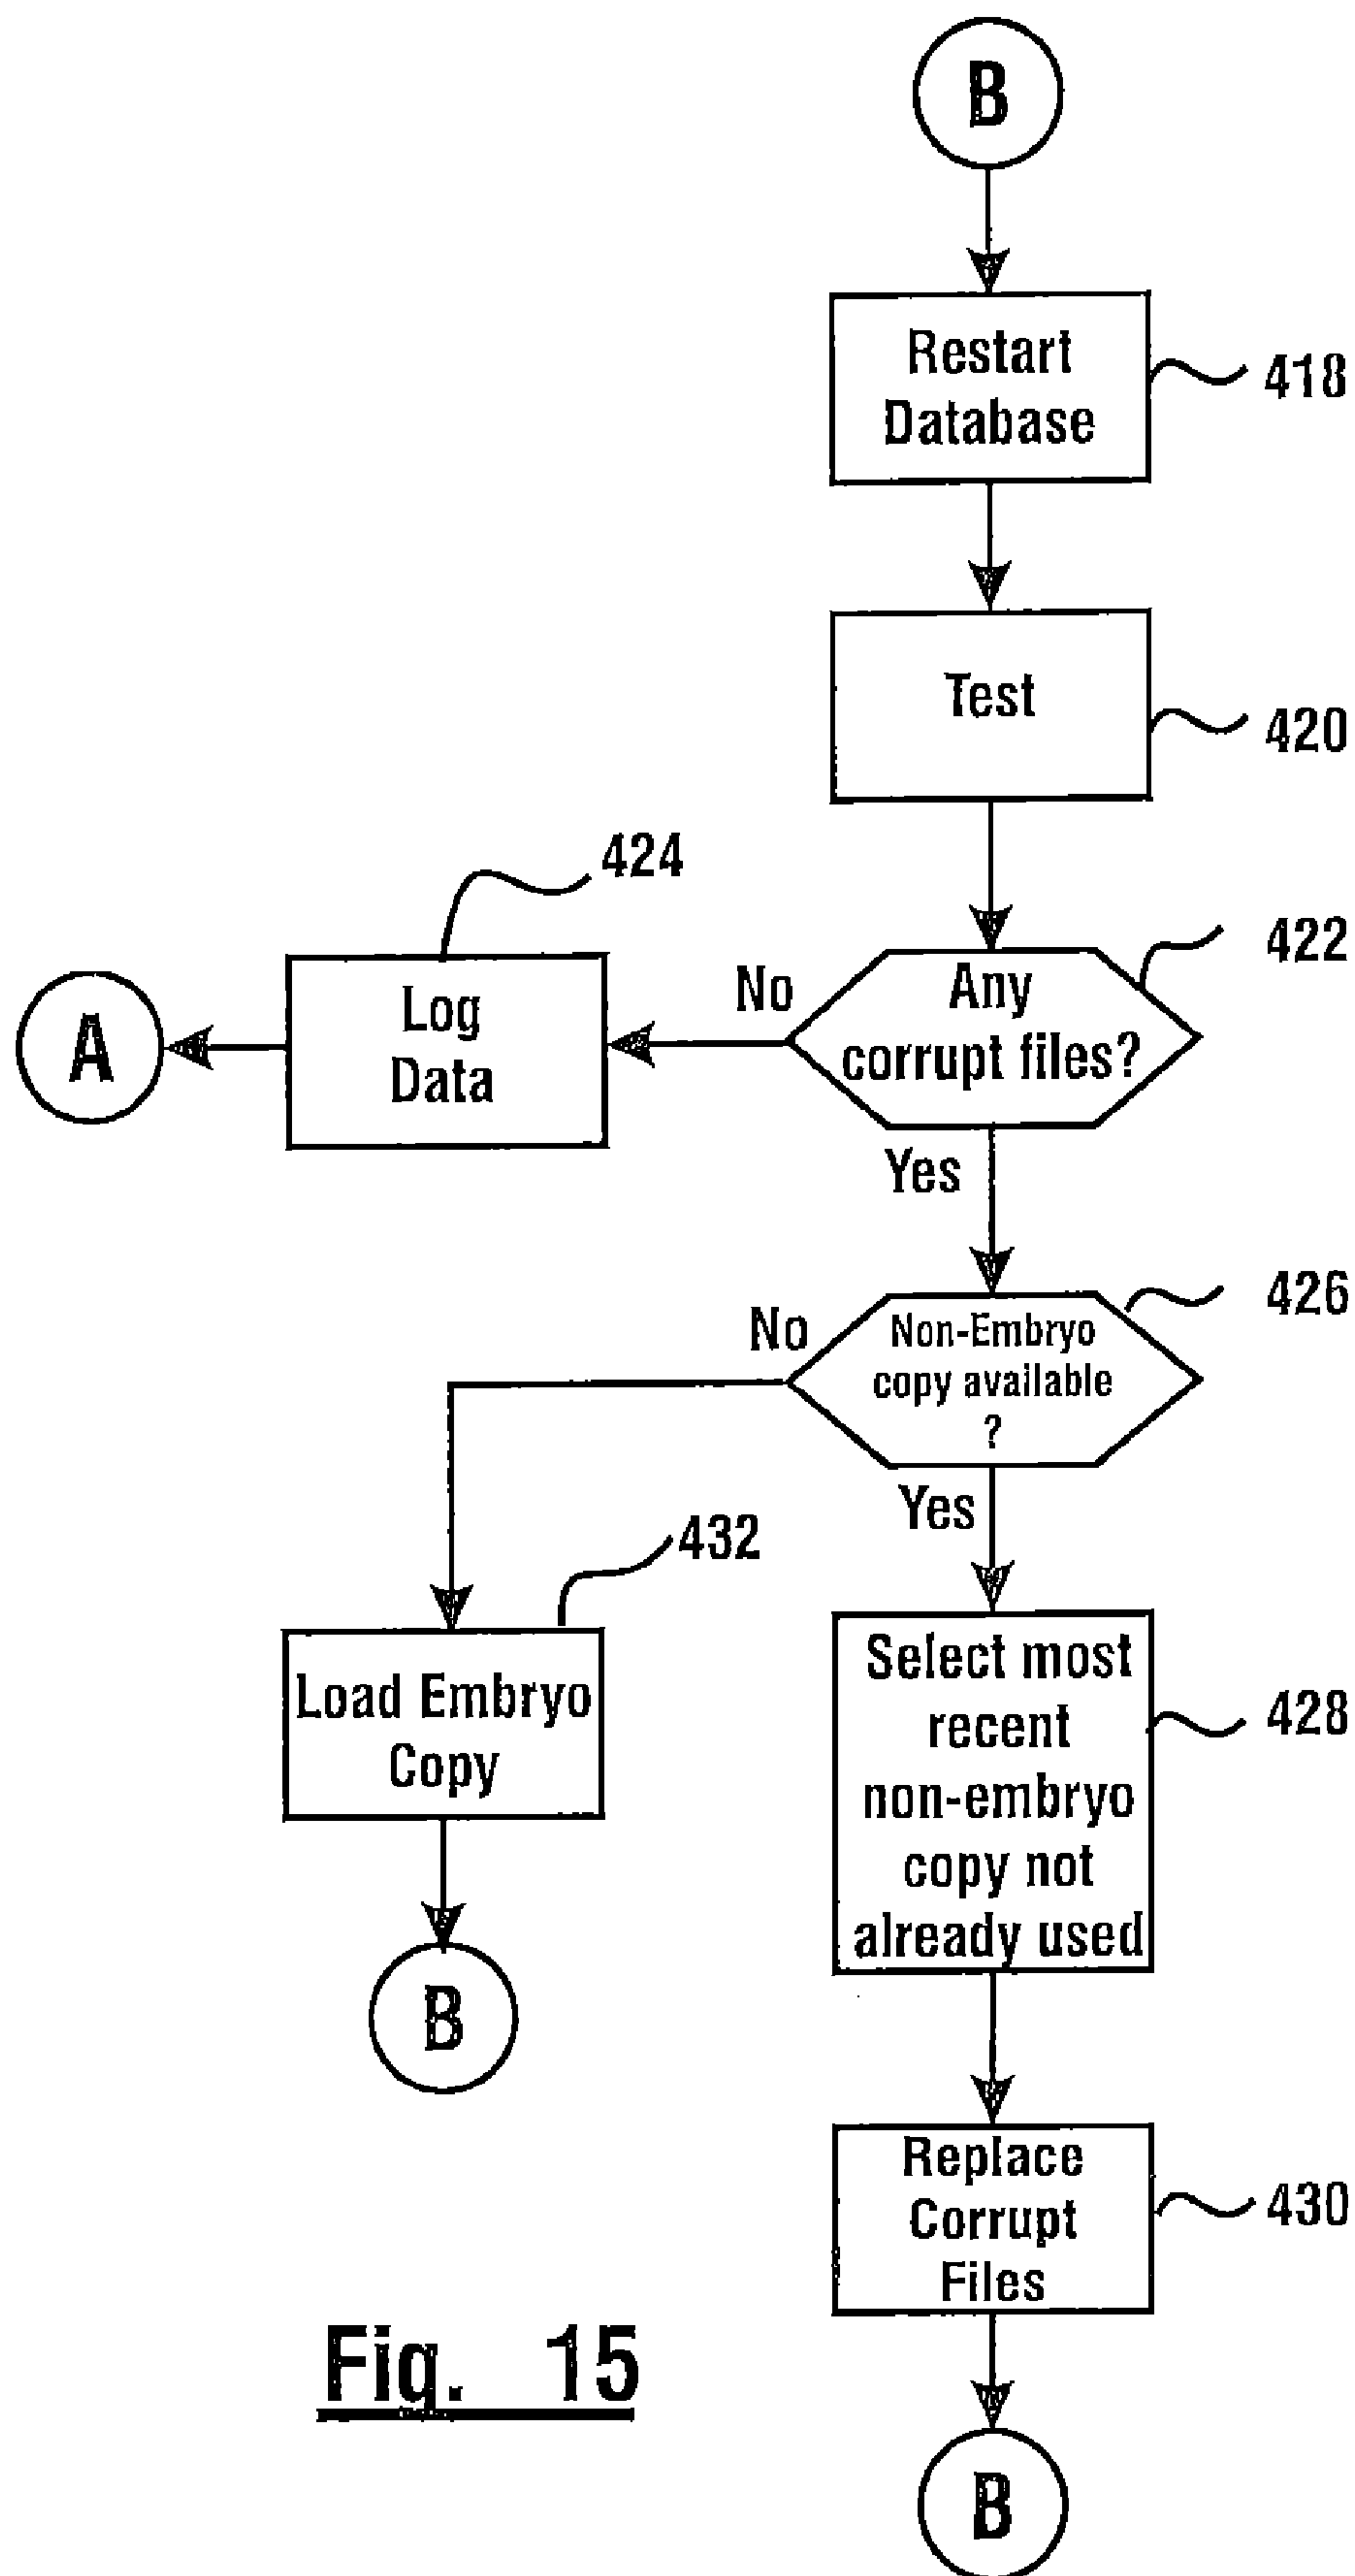 B
Restart
Database
418
Test
420
424
422
Any
corrupt files?
No
Log
Data
A
Yes
426
No
Non-Embryo
copy available
?
Yes
432
Load Embryo
Copy
B
Select most
recent
non-embryo
copy not
already used
428
Replace
Corrupt
Files
430
Fig. 15
B